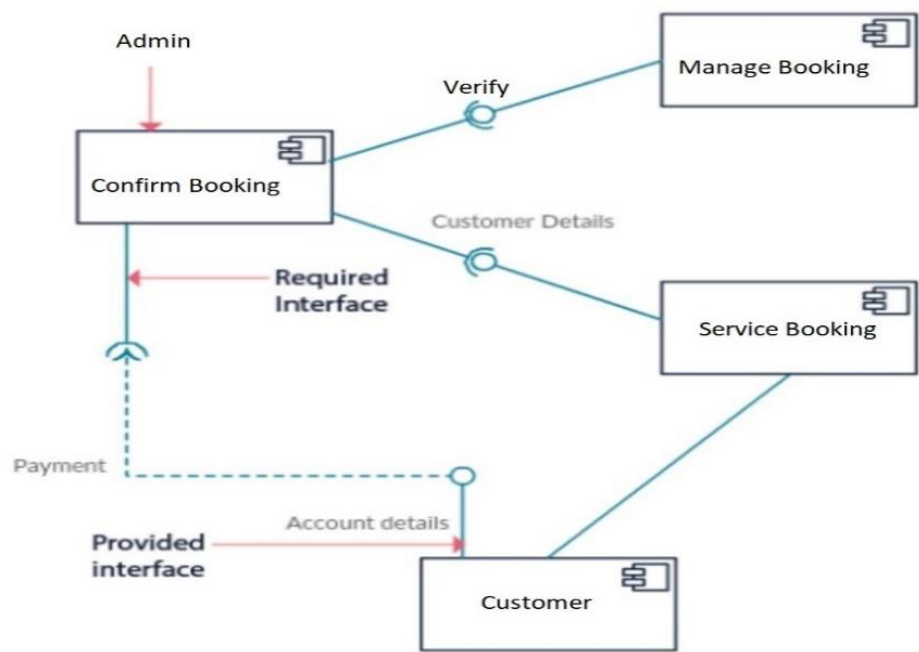 Admin
Manage Booking
Verify
Confirm Booking
Customer Details
Required
Interface
Service Booking
Payment
Account details
Provided
interface
Customer